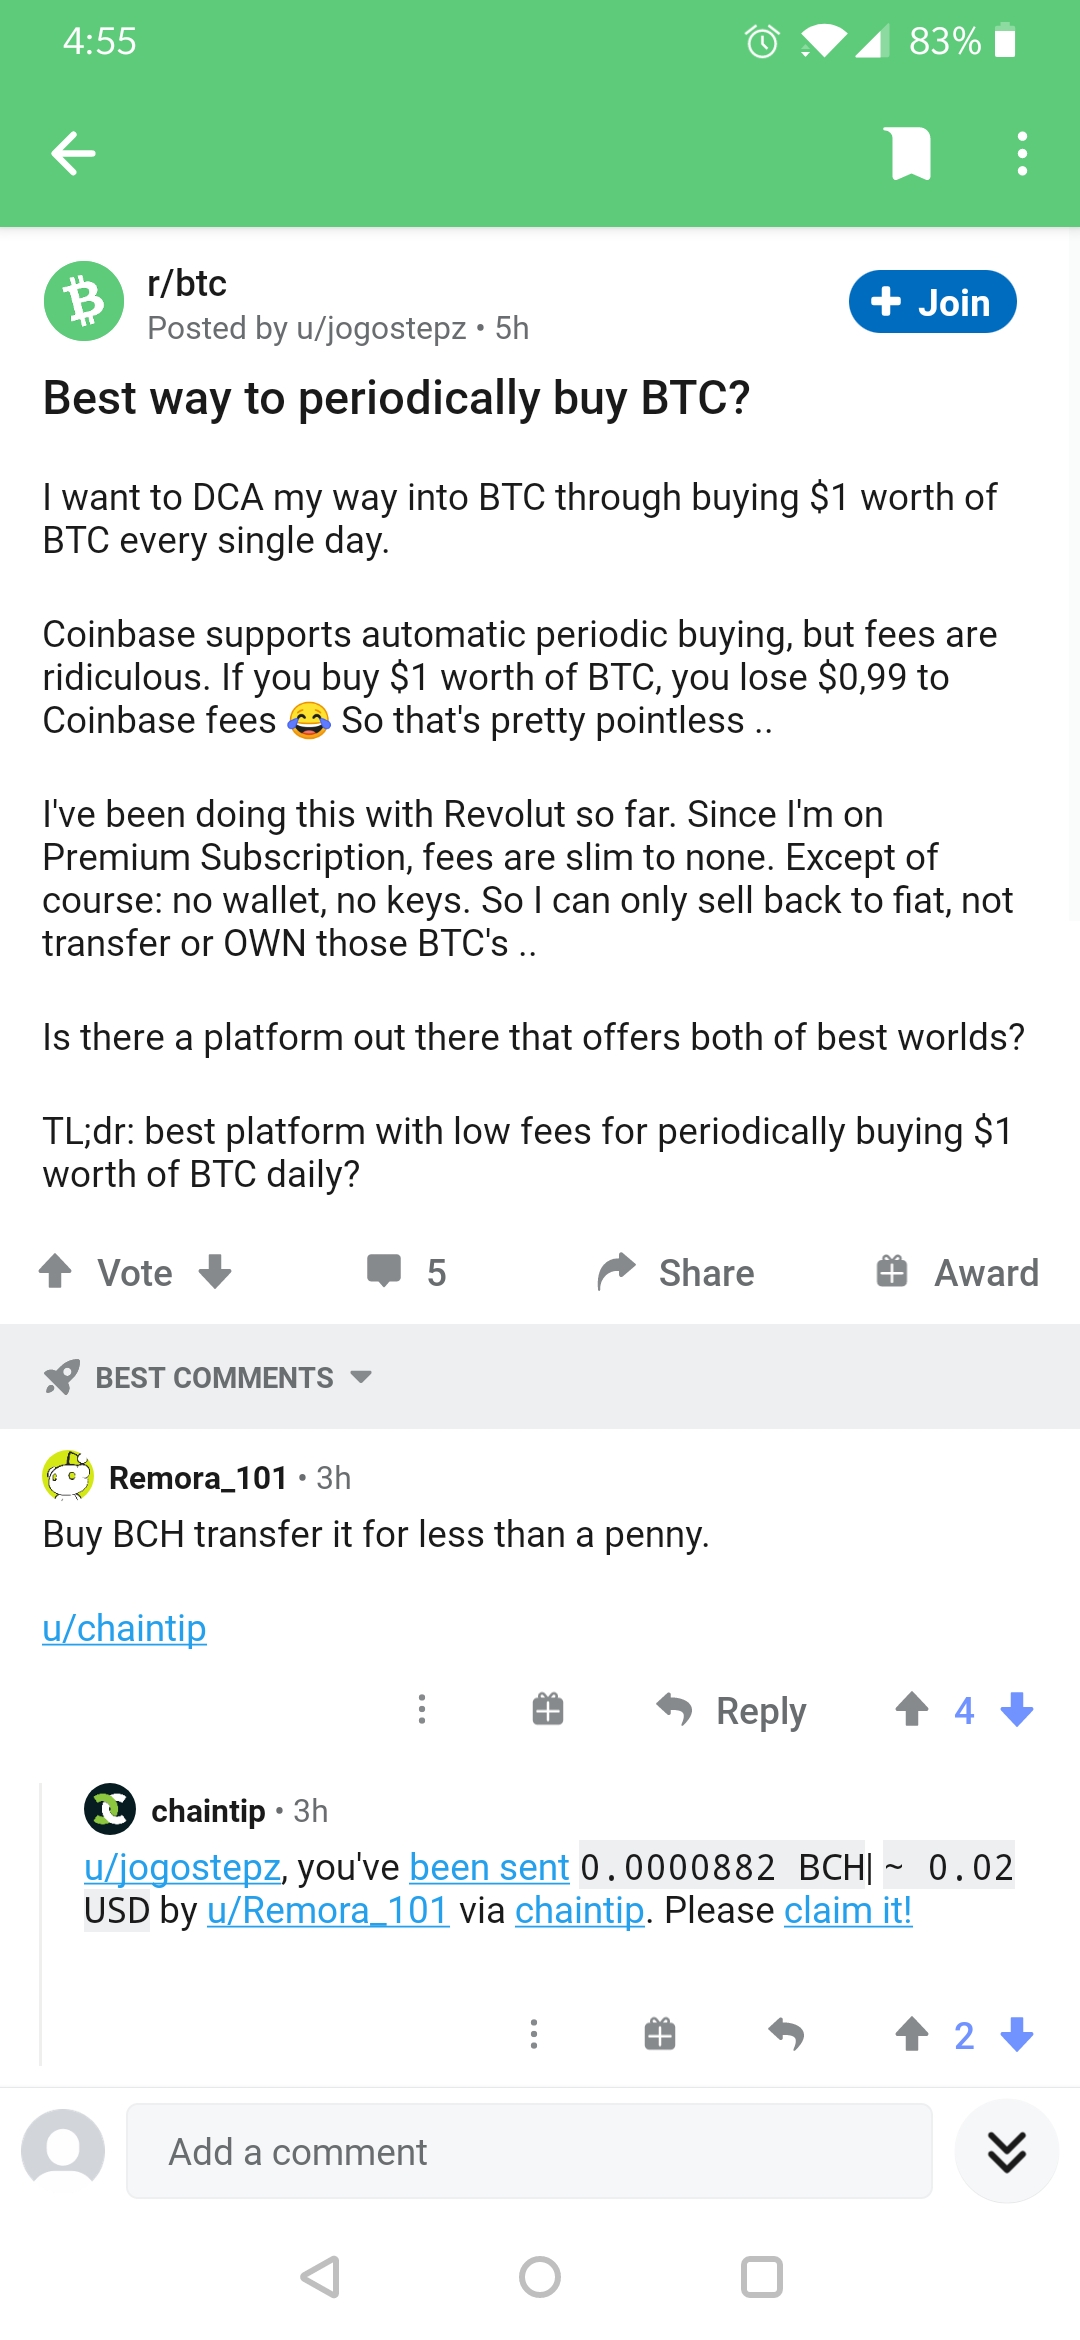 4:55
83%
r/btc
Posted by u/jogostepz • 5h
Join
Best way to periodically buy BTC?
I want to DCA my way into BTC through buying $1 worth of
BTC every single day.
Coinbase supports automatic periodic buying, but fees are
ridiculous. If you buy $1 worth of BTC, you lose $0,99 to
Coinbase fees 😂 So that's pretty pointless ..
I've been doing this with Revolut so far. Since I'm on
Premium Subscription, fees are slim to none. Except of
course: no wallet, no keys. So I can only sell back to fiat, not
transfer or OWN those BTC's ..
Is there a platform out there that offers both of best worlds?
TL;dr: best platform with low fees for periodically buying $1
worth of BTC daily?
Vote
5
Share
Award
BEST COMMENTS
Remora_101 • 3h
Buy BCH transfer it for less than a penny.
u/chaintip
Reply
4
chaintip • 3h
u/jogostepz, you've been sent 0.0000882 BCH| ~ 0.02
USD by u/Remora_101 via chaintip. Please claim it!
2
Add a comment